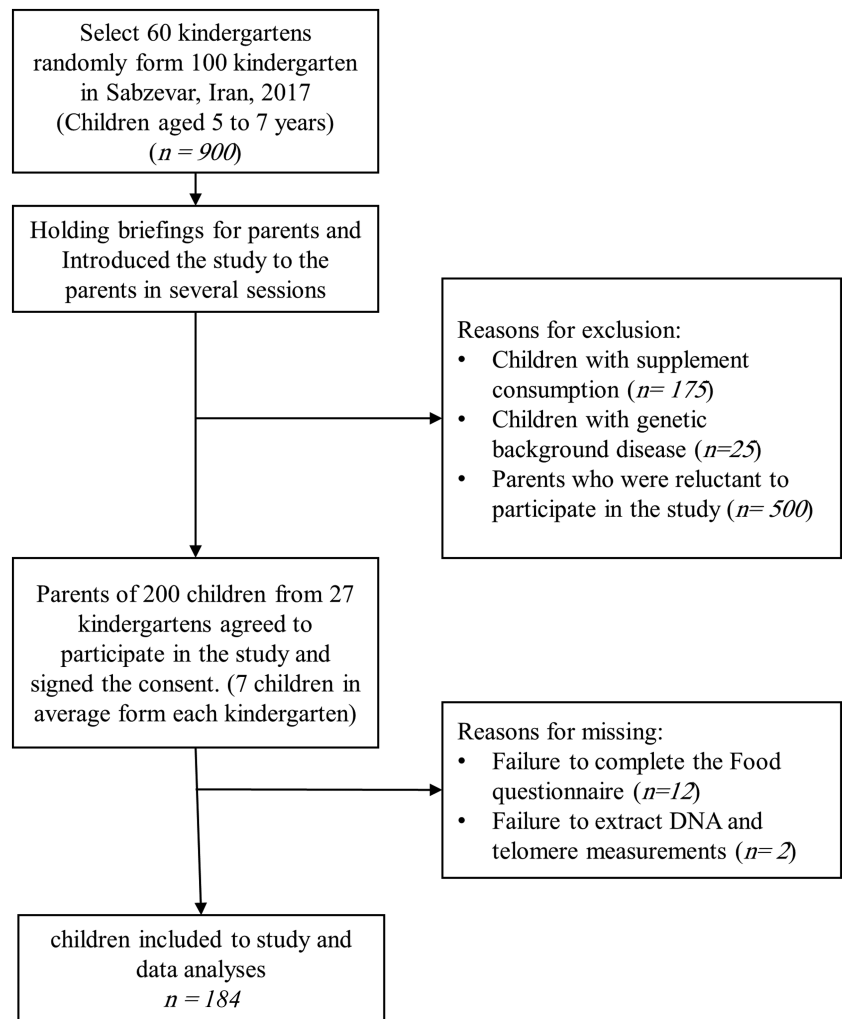 Select 60 kindergartens
randomly form 100 kindergarten
in Sabzevar, Iran, 2017
(Children aged 5 to 7 years)
(n = 900)
Holding briefings for parents and
Introduced the study to the
parents in several sessions
Reasons for exclusion:
• Children with supplement
consumption (n= 175)
• Children with genetic
background disease (n=25)
• Parents who were reluctant to
participate in the study (n= 500)
Parents of 200 children from 27
kindergartens agreed to
participate in the study and
signed the consent. (7 children in
average form each kindergarten)
Reasons for missing:
• Failure to complete the Food
questionnaire (n=12)
• Failure to extract DNA and
telomere measurements (n= 2)
children included to study and
data analyses
n = 184